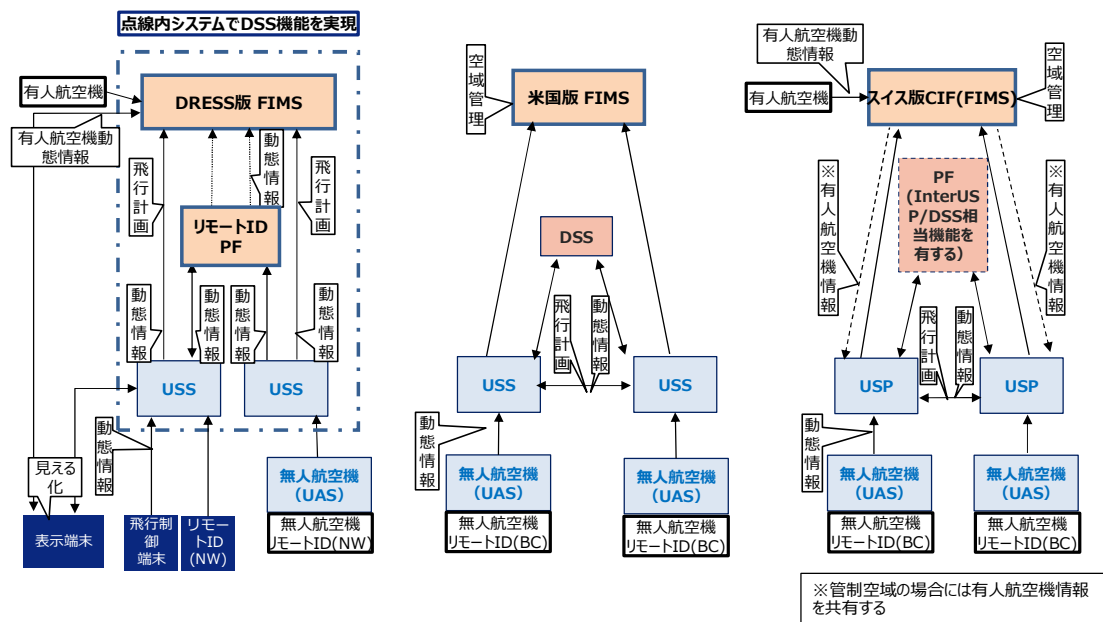 点線内システムでDSS機能を実現
有人航空機
DRESS版 FIMS
有人航空機動
態情報
飛行計画
動態情報
飛行計画
リモートID
PF
動態情報
動態情報
動態情報
動態情報
USS
USS
動態情報
見える
化
表示端末
飛行制
御
端末
リモー
トID
(NW)
無人航空機
（UAS）
無人航空機
リモートID(NW)
空域管理
米国版 FIMS
DSS
飛行計画
動態情報
USS
USS
動態情報
無人航空機
（UAS）
無人航空機
リモートID(BC)
無人航空機
（UAS）
無人航空機
リモートID(BC)
有人航空機動
態情報
有人航空機
スイス版CIF(FIMS)
空域管理
※有人航空機情報
PF
(InterUS
P/DSS相
当機能を
有する）
※有人航空機情報
飛行計画
動態情報
USP
USP
動態情報
無人航空機
（UAS）
無人航空機
リモートID(BC)
無人航空機
（UAS）
無人航空機
リモートID(BC)
※管制空域の場合には有人航空機情報
を共有する